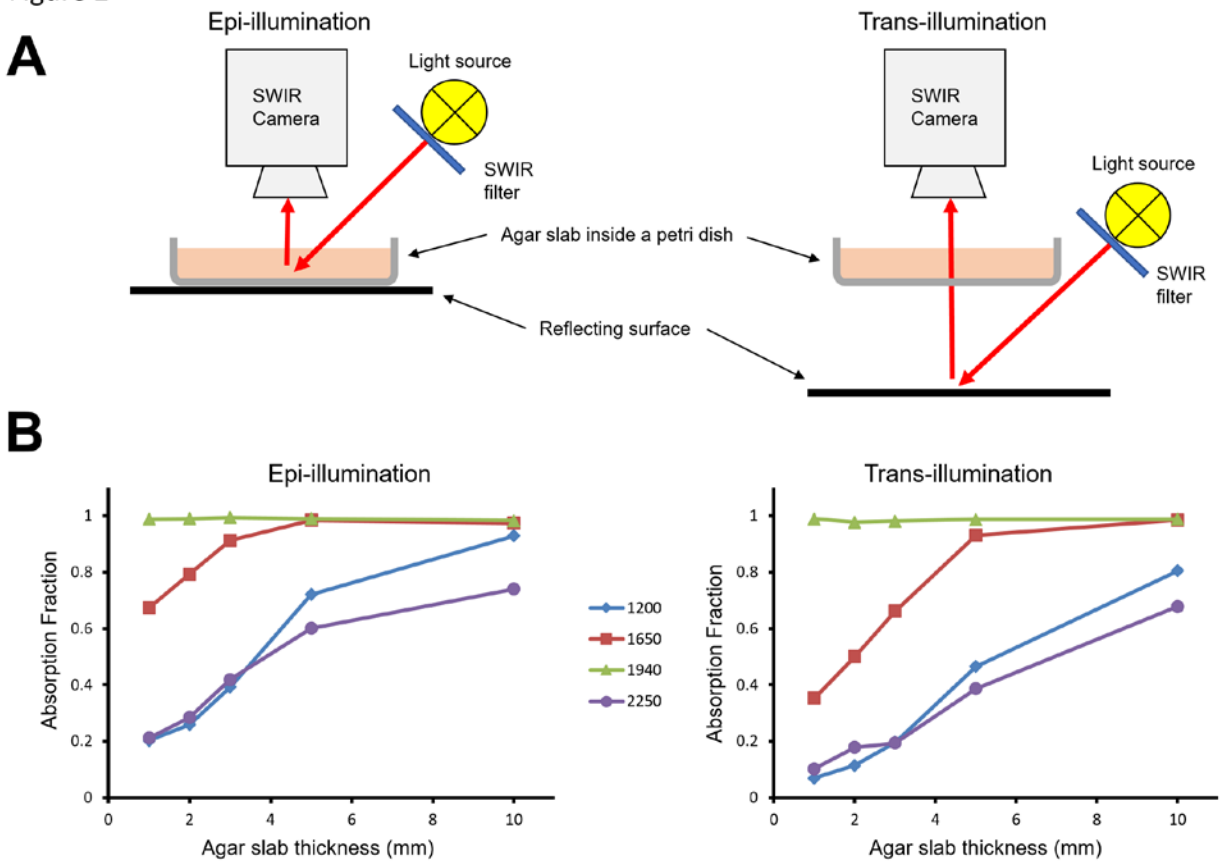 A
Epi-illumination
Trans-illumination
SWIR
Camera
Light source
SWIR
filter
SWIR
Camera
Light source
SWIR
filter
Agar slab inside a petri dish
Reflecting surface
B
Epi-illumination
Absorption Fraction
1
0.8
0.6
0.4
0.2
0
0 2 4 6 8 10
Agar slab thickness (mm)
1200
1650
1940
2250
Trans-illumination
Absorption Fraction
1
0.8
0.6
0.4
0.2
0
0 2 4 6 8 10
Agar slab thickness (mm)